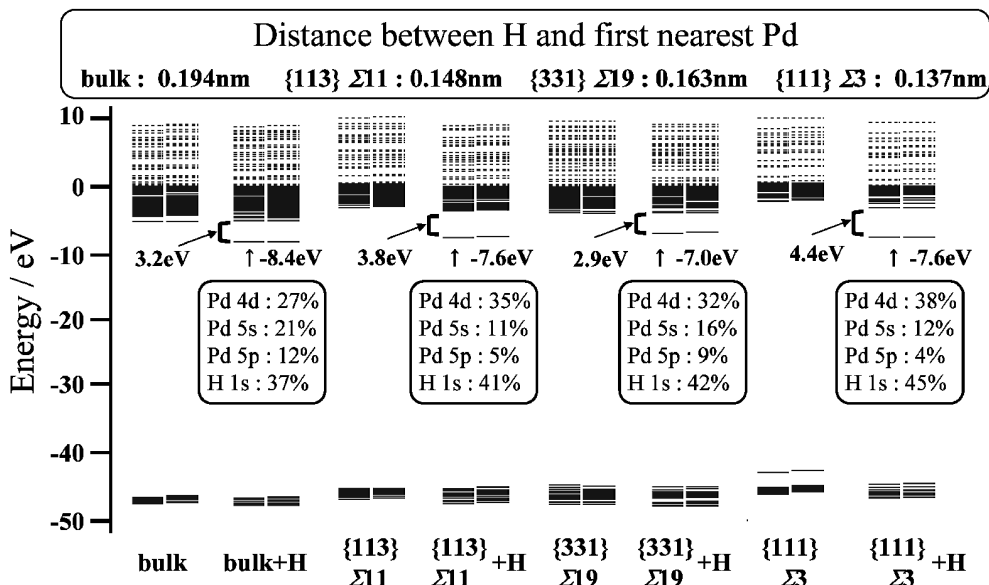 Distance between H and first nearest Pd
bulk : 0.194nm {113} Σ11 : 0.148nm {331} Σ19 : 0.163nm {111} Σ3 : 0.137nm
Energy / eV
10
0
-10
-20
-30
-40
-50
3.2eV
↑ -8.4eV
3.8eV
↑ -7.6eV
2.9eV
↑ -7.0eV
4.4eV
↑ -7.6eV
Pd 4d : 27%
Pd 5s : 21%
Pd 5p : 12%
H 1s : 37%
Pd 4d : 35%
Pd 5s : 11%
Pd 5p : 5%
H 1s : 41%
Pd 4d : 32%
Pd 5s : 16%
Pd 5p : 9%
H 1s : 42%
Pd 4d : 38%
Pd 5s : 12%
Pd 5p : 4%
H 1s : 45%
bulk
bulk+H
{113}
Σ11
{113}
Σ11
+H
{331}
Σ19
{331}
Σ19
+H
{111}
Σ3
{111}
Σ3
+H